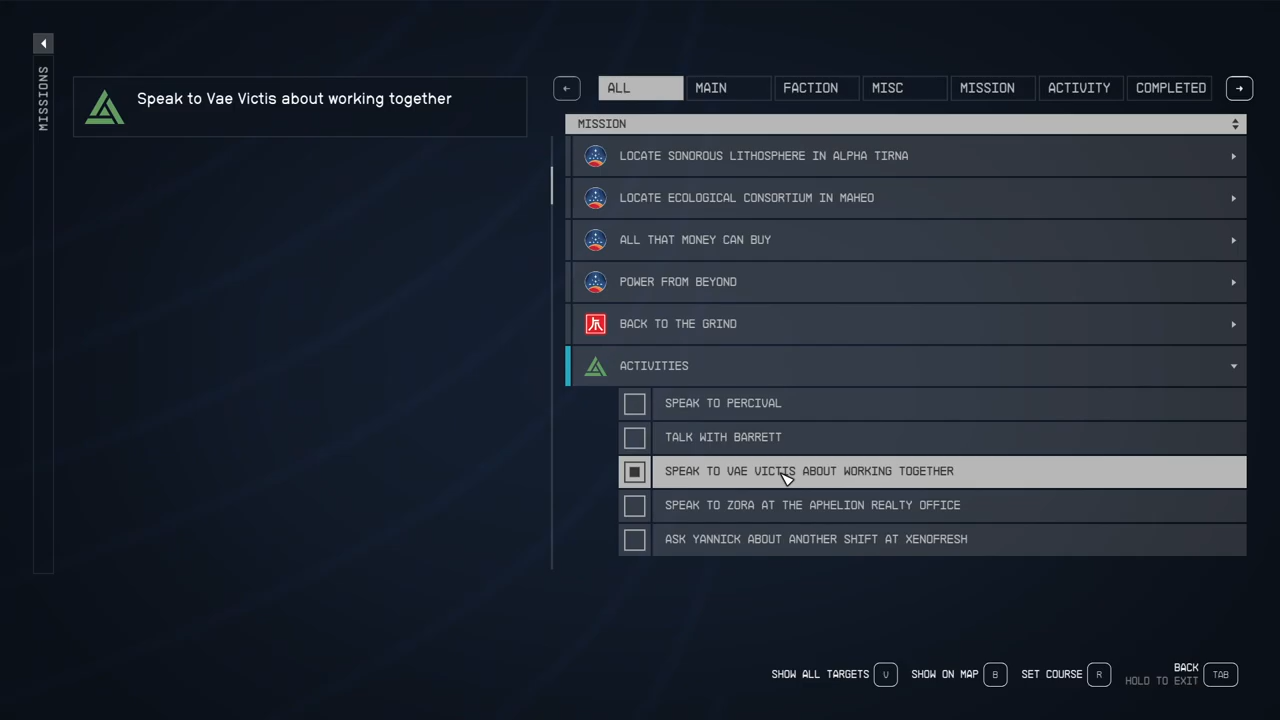 MISSIONS
Speak to Vae Victis about working together
ALL
MAIN
FACTION
MISC
MISSION
ACTIVITY
COMPLETED
MISSION
LOCATE SONOROUS LITHOSPHERE IN ALPHA TIRNA
LOCATE ECOLOGICAL CONSORTIUM IN MAHEO
ALL THAT MONEY CAN BUY
POWER FROM BEYOND
BACK TO THE GRIND
ACTIVITIES
SPEAK TO PERCIVAL
TALK WITH BARRETT
SPEAK TO VAE VICTIS ABOUT WORKING TOGETHER
SPEAK TO ZORA AT THE APHELION REALTY OFFICE
ASK YANNICK ABOUT ANOTHER SHIFT AT XENOFRESH
SHOW ALL TARGETS V
SHOW ON MAP B
SET COURSE R
BACK TAB
HOLD TO EXIT